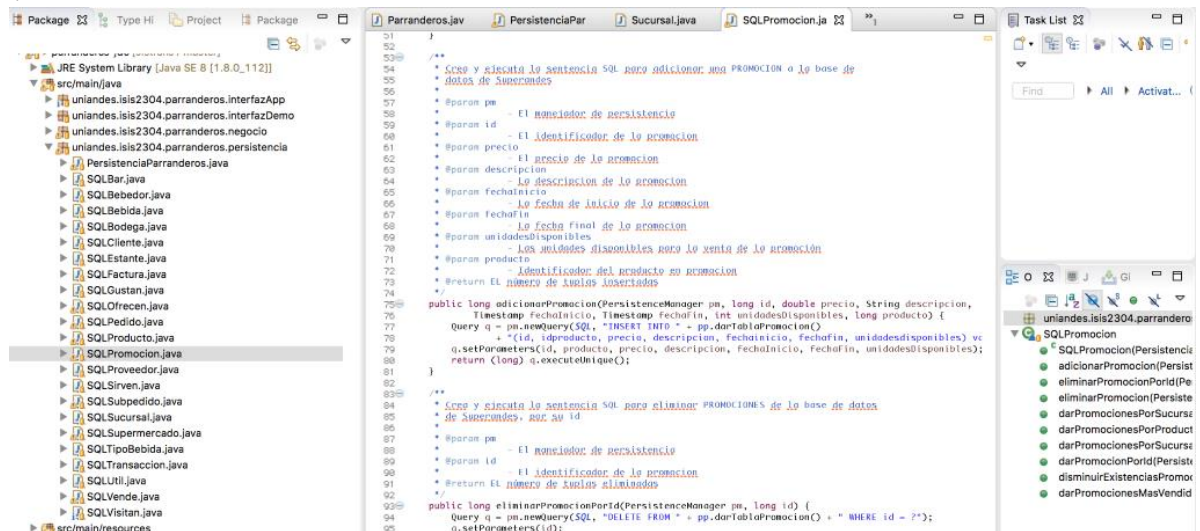 Package
Type Hi
Project
Package
JRE System Library [Java SE 8 [1.8.0_112]]
src/main/java
uniandes.isis2304.parranderos.interfazApp
uniandes.isis2304.parranderos.interfazDemo
uniandes.isis2304.parranderos.negocio
uniandes.isis2304.parranderos.persistencia
PersistenciaParranderos.java
SQLBar.java
SQLBebedor.java
SQLBebida.java
SQLBodega.java
SQLCliente.java
SQLEstante.java
SQLFactura.java
SQLGustan.java
SQLOfrecen.java
SQLPedido.java
SQLProducto.java
SQLPromocion.java
SQLProveedor.java
SQLSirven.java
SQLSubpedido.java
SQLSucursal.java
SQLSupermercado.java
SQLTipoBebida.java
SQLTransaccion.java
SQLUtil.java
SQLVende.java
SQLVisitan.java
src/main/resources
Parranderos.jav
PersistenciaPar
Sucursal.java
SQLPromocion.ja
»1
51 }
52
53 /**
54 * Crea y ejecuta la sentencia SQL para adicionar una PROMOCION a la base de
55 * datos de Superandes
56 *
57 * @param pm
58 * - El manejador de persistencia
59 * @param id
60 * - El identificador de la promocion
61 * @param precio
62 * - El precio de la promocion
63 * @param descripcion
64 * - La descripcion de la promocion
65 * @param fechaInicio
66 * - La fecha de inicio de la promocion
67 * @param fechaFin
68 * - La fecha final de la promocion
69 * @param unidadesDisponibles
70 * - Las unidades disponibles para la venta de la promoción
71 * @param producto
72 * - Identificador del producto en promocion
73 * @return EL número de tuplas insertadas
74 */
75 public long adicionarPromocion(PersistenceManager pm, long id, double precio, String descripcion,
76 Timestamp fechaInicio, Timestamp fechaFin, int unidadesDisponibles, long producto) {
77 Query q = pm.newQuery(SQL, "INSERT INTO " + pp.darTablaPromocion()
78 + "(id, idproducto, precio, descripcion, fechainicio, fechafin, unidadesdisponibles) va
79 q.setParameters(id, producto, precio, descripcion, fechaInicio, fechaFin, unidadesDisponibles);
80 return (long) q.executeUnique();
81 }
82
83 /**
84 * Crea y ejecuta la sentencia SQL para eliminar PROMOCIONES de la base de datos
85 * de Superandes, por su id
86 *
87 * @param pm
88 * - El manejador de persistencia
89 * @param id
90 * - El identificador de la promocion
91 * @return EL número de tuplas eliminadas
92 */
93 public long eliminarPromocionPorId(PersistenceManager pm, long id) {
94 Query q = pm.newQuery(SQL, "DELETE FROM " + pp.darTablaPromocion() + " WHERE id = ?");
95 q.setParameters(id);
Task List
Find
All
Activat...
O
J
Gi
uniandes.isis2304.parrandero
SQLPromocion
SQLPromocion(Persistencia
adicionarPromocion(Persist
eliminarPromocionPorId(Pe
eliminarPromocion(Persiste
darPromocionesPorSucursa
darPromocionesPorProduct
darPromocionesPorSucursa
darPromocionPorId(Persiste
disminuirExistenciasPromoc
darPromocionesMasVendid